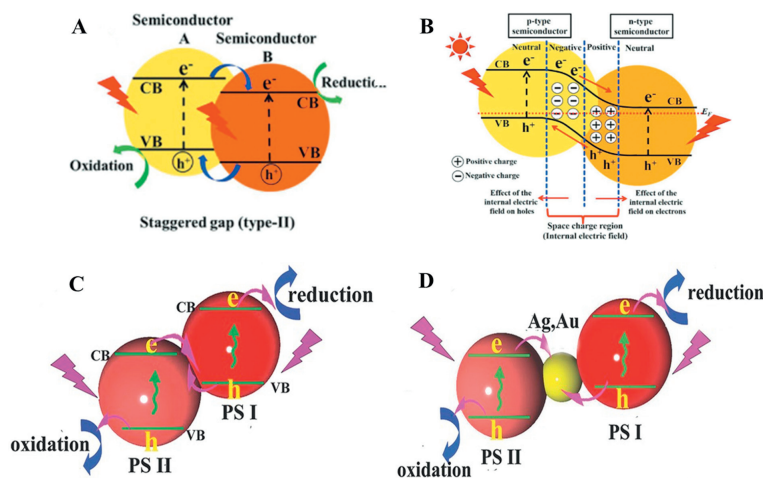 A
Semiconductor
A
Semiconductor
B
e-
CB
e-
CB
Reductio..
VB
h+
VB
h+
Oxidation
Staggered gap (type-II)
B
p-type
semiconductor
n-type
semiconductor
Neutral
Negative
Positive
Neutral
CB
e-
e-
e-
e-
CB
EF
VB
h+
h+
h+
h+
VB
+ Positive charge
− Negative charge
Effect of the
internal electric
field on holes
Effect of the
internal electric
field on electrons
Space charge region
(Internal electric field)
C
CB
e
reduction
CB
e
h
VB
PS I
h
VB
oxidation
PS II
D
Ag,Au
e
reduction
e
h
PS I
h
oxidation
PS II